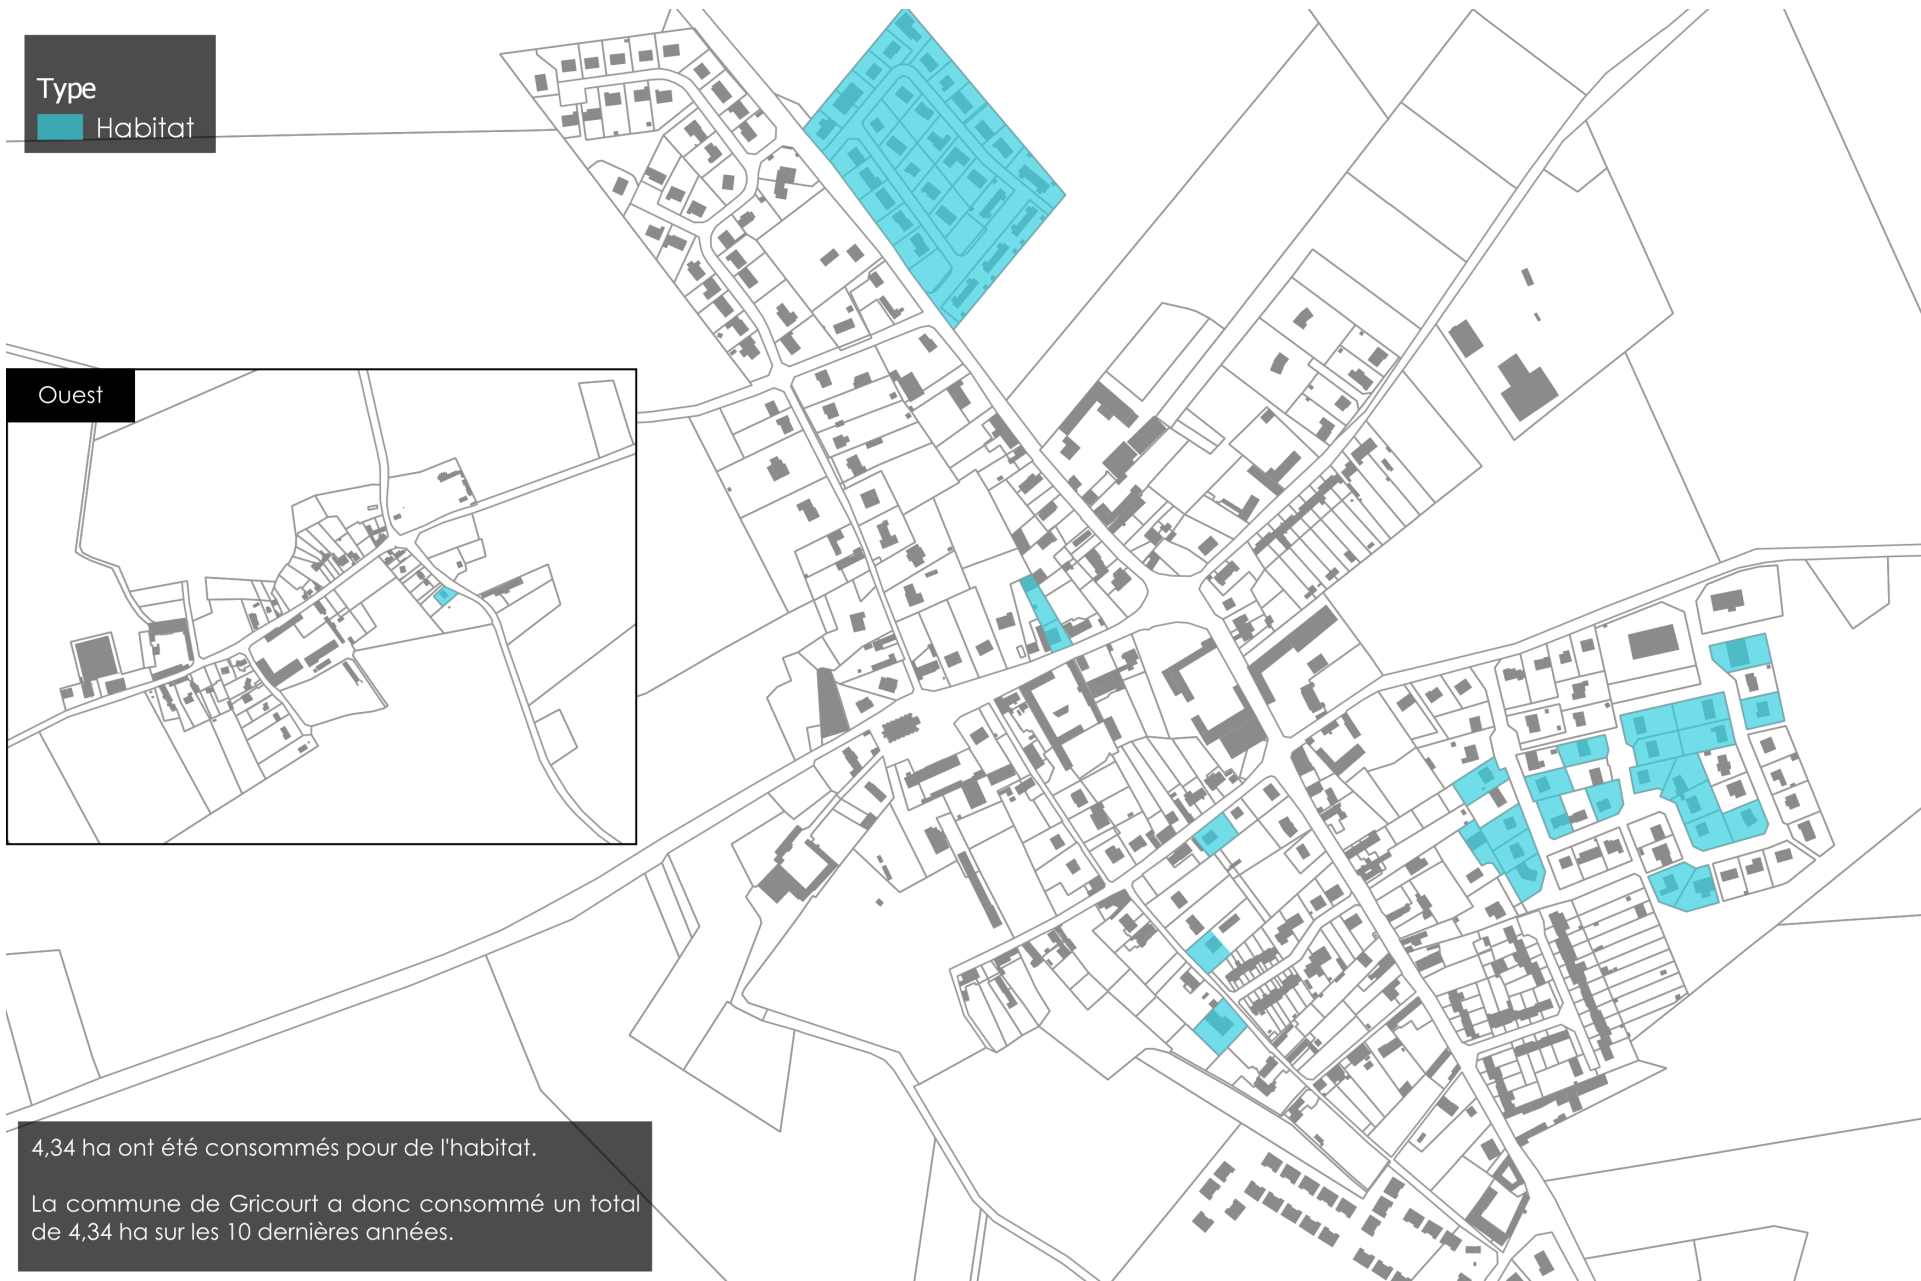 Type
Habitat
Ouest
4,34 ha ont été consommés pour de l'habitat.
La commune de Gricourt a donc consommé un total
de 4,34 ha sur les 10 dernières années.